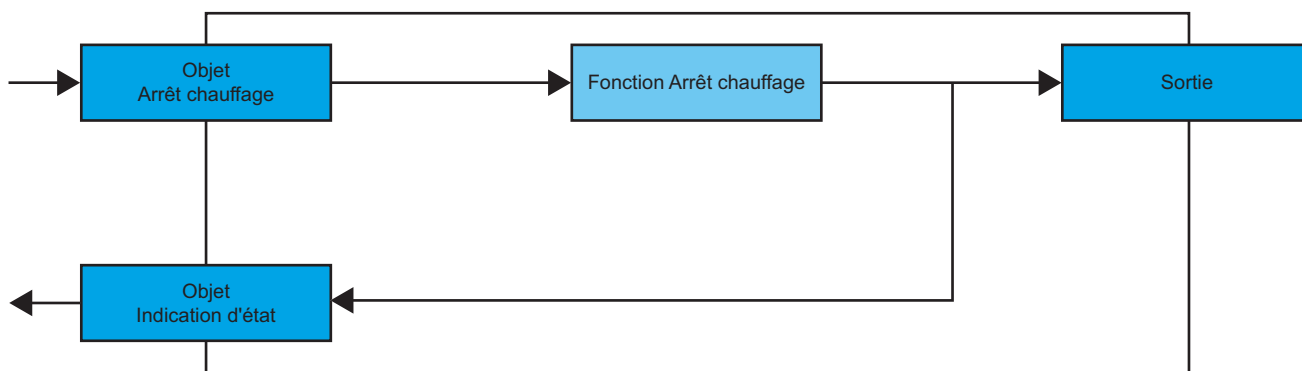 Objet
Arrêt chauffage
Fonction Arrêt chauffage
Sortie
Objet
Indication d'état